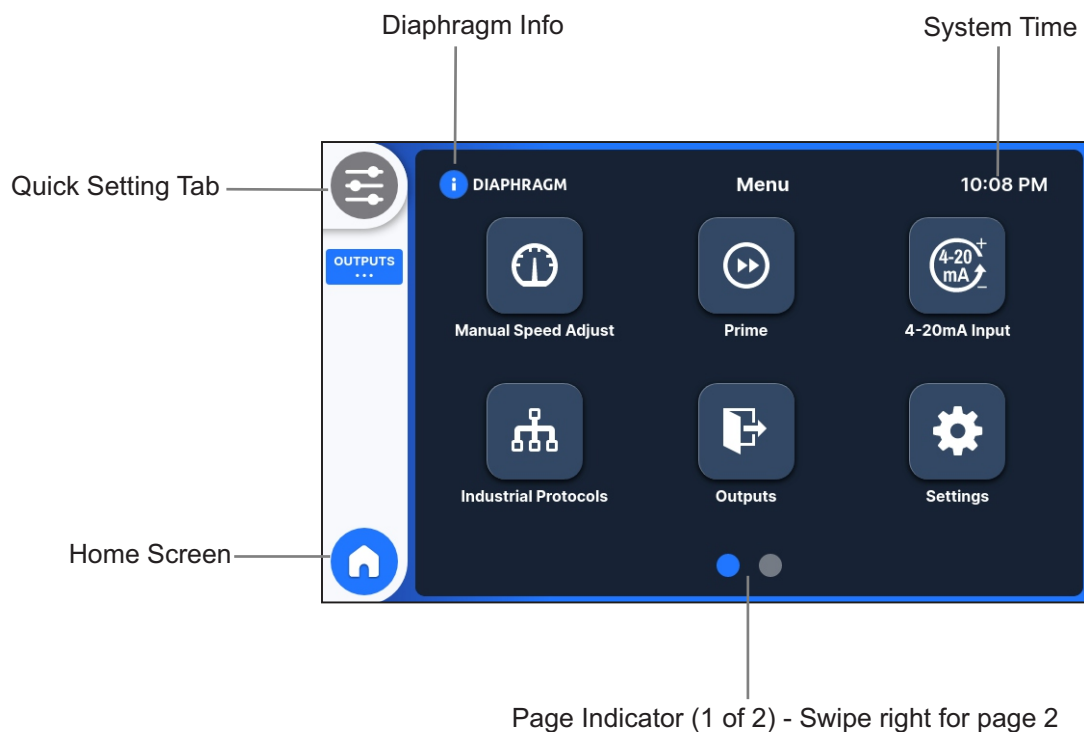 Diaphragm Info
System Time
Quick Setting Tab
i DIAPHRAGM
Menu
10:08 PM
OUTPUTS
...
4-20
mA
+
-
Manual Speed Adjust
Prime
4-20mA Input
Industrial Protocols
Outputs
Settings
Home Screen
Page Indicator (1 of 2) - Swipe right for page 2